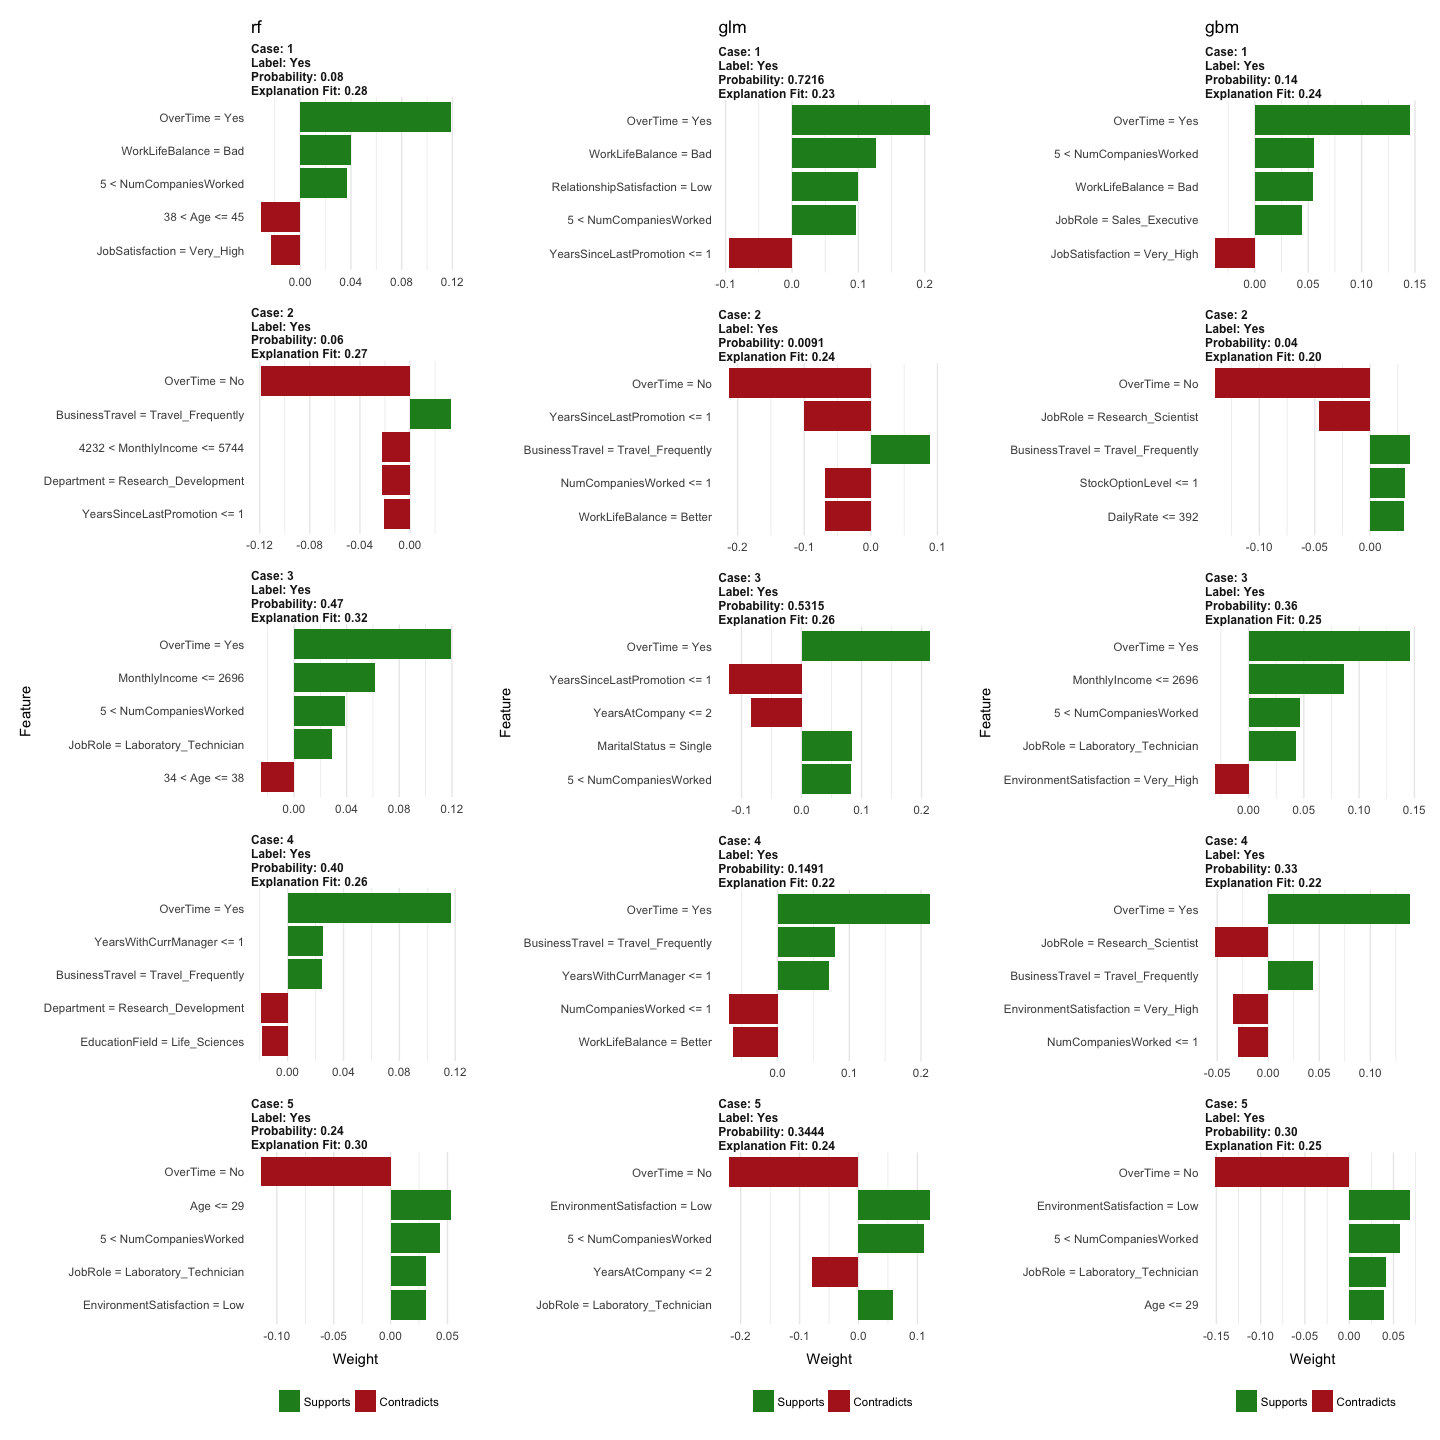 rf
Case: 1
Label: Yes
Probability: 0.08
Explanation Fit: 0.28
OverTime = Yes
WorkLifeBalance = Bad
5 < NumCompaniesWorked
38 < Age <= 45
JobSatisfaction = Very_High
0.00 0.04 0.08 0.12
Case: 2
Label: Yes
Probability: 0.06
Explanation Fit: 0.27
OverTime = No
BusinessTravel = Travel_Frequently
4232 < MonthlyIncome <= 5744
Department = Research_Development
YearsSinceLastPromotion <= 1
-0.12 -0.08 -0.04 0.00
Case: 3
Label: Yes
Probability: 0.47
Explanation Fit: 0.32
OverTime = Yes
MonthlyIncome <= 2696
5 < NumCompaniesWorked
JobRole = Laboratory_Technician
34 < Age <= 38
0.00 0.04 0.08 0.12
Case: 4
Label: Yes
Probability: 0.40
Explanation Fit: 0.26
OverTime = Yes
YearsWithCurrManager <= 1
BusinessTravel = Travel_Frequently
Department = Research_Development
EducationField = Life_Sciences
0.00 0.04 0.08 0.12
Case: 5
Label: Yes
Probability: 0.24
Explanation Fit: 0.30
OverTime = No
Age <= 29
5 < NumCompaniesWorked
JobRole = Laboratory_Technician
EnvironmentSatisfaction = Low
-0.10 -0.05 0.00 0.05
Feature
Weight
Supports Contradicts
glm
Case: 1
Label: Yes
Probability: 0.7216
Explanation Fit: 0.23
OverTime = Yes
WorkLifeBalance = Bad
RelationshipSatisfaction = Low
5 < NumCompaniesWorked
YearsSinceLastPromotion <= 1
-0.1 0.0 0.1 0.2
Case: 2
Label: Yes
Probability: 0.0091
Explanation Fit: 0.24
OverTime = No
YearsSinceLastPromotion <= 1
BusinessTravel = Travel_Frequently
NumCompaniesWorked <= 1
WorkLifeBalance = Better
-0.2 -0.1 0.0 0.1
Case: 3
Label: Yes
Probability: 0.5315
Explanation Fit: 0.26
OverTime = Yes
YearsSinceLastPromotion <= 1
YearsAtCompany <= 2
MaritalStatus = Single
5 < NumCompaniesWorked
-0.1 0.0 0.1 0.2
Case: 4
Label: Yes
Probability: 0.1491
Explanation Fit: 0.22
OverTime = Yes
BusinessTravel = Travel_Frequently
YearsWithCurrManager <= 1
NumCompaniesWorked <= 1
WorkLifeBalance = Better
0.0 0.1 0.2
Case: 5
Label: Yes
Probability: 0.3444
Explanation Fit: 0.24
OverTime = No
EnvironmentSatisfaction = Low
5 < NumCompaniesWorked
YearsAtCompany <= 2
JobRole = Laboratory_Technician
-0.2 -0.1 0.0 0.1
Feature
Weight
Supports Contradicts
gbm
Case: 1
Label: Yes
Probability: 0.14
Explanation Fit: 0.24
OverTime = Yes
5 < NumCompaniesWorked
WorkLifeBalance = Bad
JobRole = Sales_Executive
JobSatisfaction = Very_High
0.00 0.05 0.10 0.15
Case: 2
Label: Yes
Probability: 0.04
Explanation Fit: 0.20
OverTime = No
JobRole = Research_Scientist
BusinessTravel = Travel_Frequently
StockOptionLevel <= 1
DailyRate <= 392
-0.10 -0.05 0.00
Case: 3
Label: Yes
Probability: 0.36
Explanation Fit: 0.25
OverTime = Yes
MonthlyIncome <= 2696
5 < NumCompaniesWorked
JobRole = Laboratory_Technician
EnvironmentSatisfaction = Very_High
0.00 0.05 0.10 0.15
Case: 4
Label: Yes
Probability: 0.33
Explanation Fit: 0.22
OverTime = Yes
JobRole = Research_Scientist
BusinessTravel = Travel_Frequently
EnvironmentSatisfaction = Very_High
NumCompaniesWorked <= 1
-0.05 0.00 0.05 0.10
Case: 5
Label: Yes
Probability: 0.30
Explanation Fit: 0.25
OverTime = No
EnvironmentSatisfaction = Low
5 < NumCompaniesWorked
JobRole = Laboratory_Technician
Age <= 29
-0.15 -0.10 -0.05 0.00 0.05
Feature
Weight
Supports Contradicts